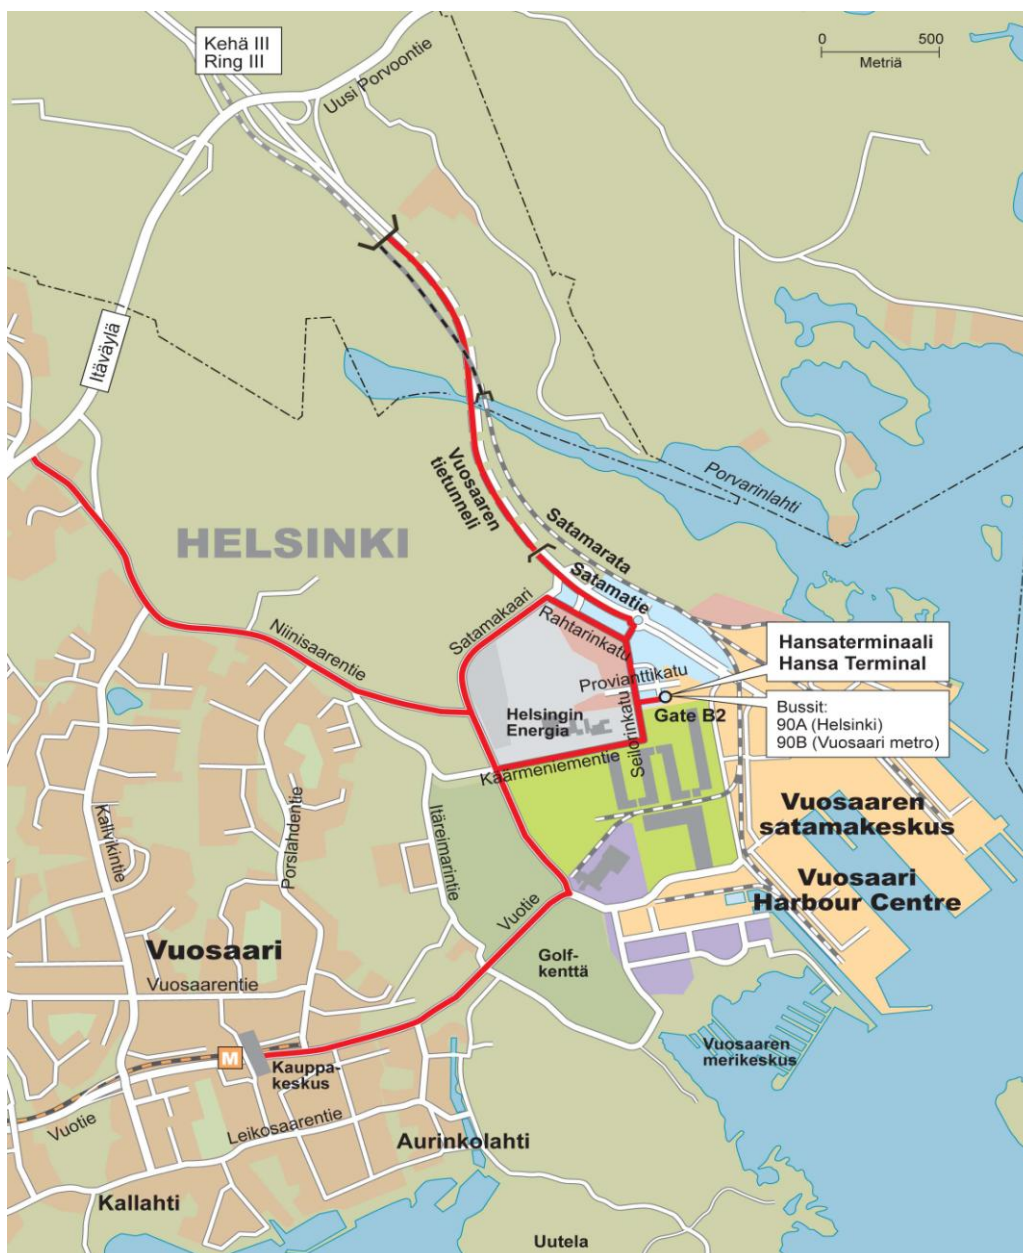 Kehä III
Ring III
0 500
Metriä
Uusi Porvoontie
Itäväylä
Vuosaaren
tietunneli
Porvarinlahti
HELSINKI
Satamarata
Satamatie
Satamakaari
Rahtarinkatu
Niinisaarentie
Hansaterminaali
Hansa Terminal
Provianttikatu
Helsingin
Energia
Seilorinkatu
Gate B2
Bussit:
90A (Helsinki)
90B (Vuosaari metro)
Käärmeniementie
Kallvikintie
Porslahdentie
Itäreimarintie
Vuosaaren
satamakeskus
Vuosaari
Harbour Centre
Vuotie
Vuosaari
Vuosaarentie
Golf-
kenttä
Vuosaaren
merikeskus
M
Kauppa-
keskus
Vuotie
Leikosaarentie
Aurinkolahti
Kallahti
Uutela